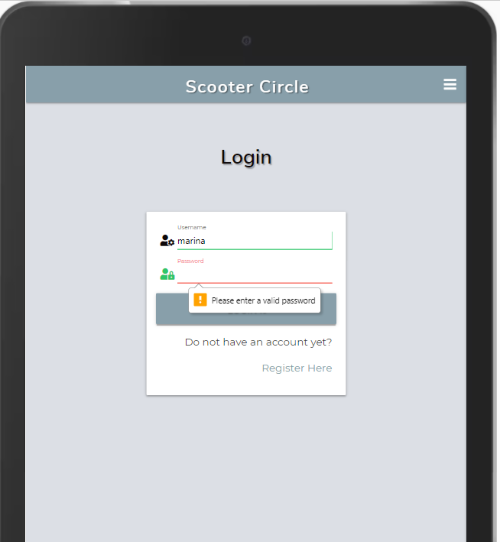 Scooter Circle
Login
Username
marina
Password
Please enter a valid password
Do not have an account yet?
Register Here